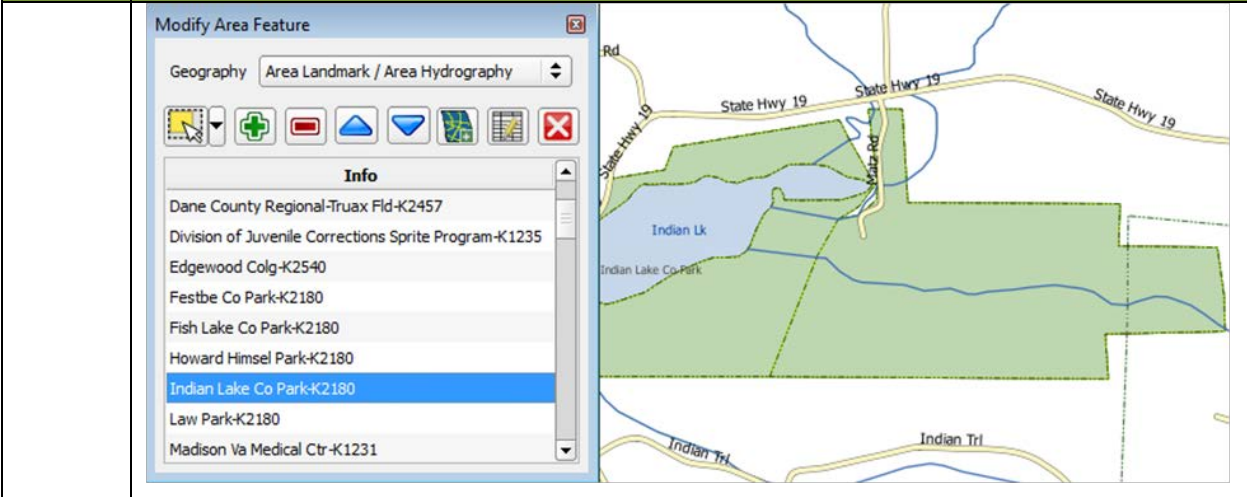 Modify Area Feature
Geography Area Landmark / Area Hydrography
Info
Dane County Regional-Truax Fld-K2457
Division of Juvenile Corrections Sprite Program-K1235
Edgewood Colg-K2540
Festbe Co Park-K2180
Fish Lake Co Park-K2180
Howard Himsel Park-K2180
Indian Lake Co Park-K2180
Law Park-K2180
Madison Va Medical Ctr-K1231
Rd
State Hwy 19
State Hwy 19
State Hwy 19
State Hwy 19
State Hwy 19
Matz Rd
Indian Lk
Indian Lake Co Park
Indian Trl
Indian Trl